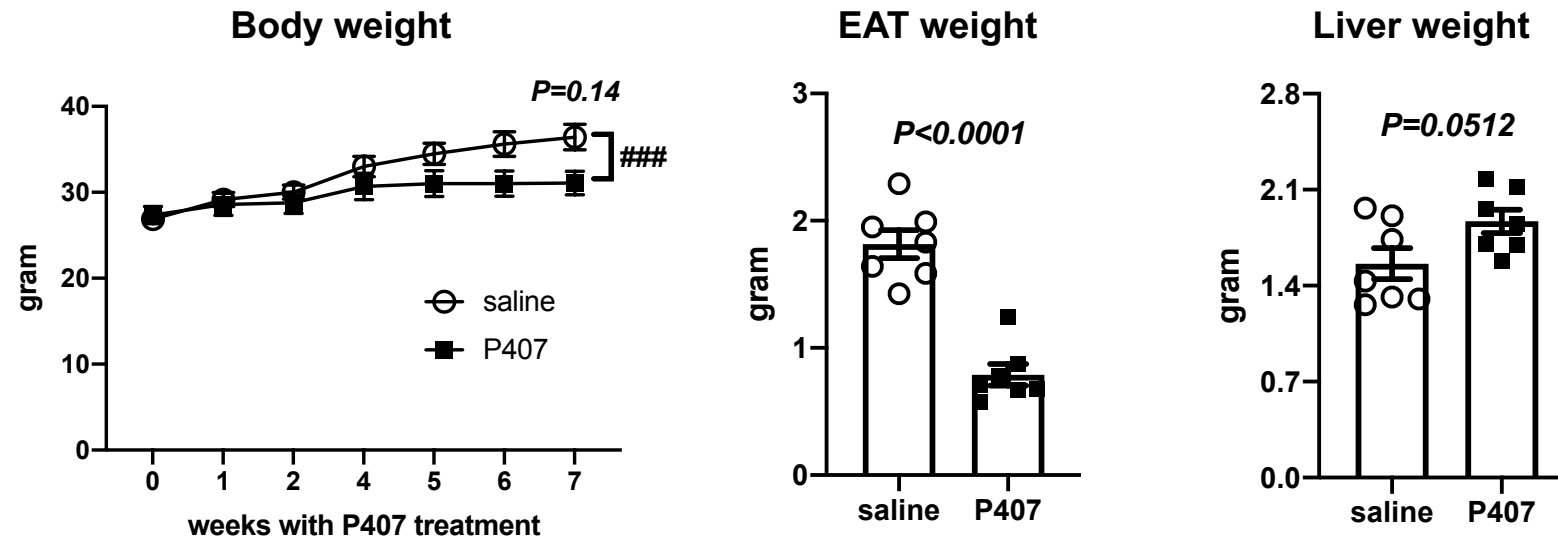 Body weight
P=0.14
40
30
20
10
0
gram
###
saline
P407
0 1 2 4 5 6 7
weeks with P407 treatment
EAT weight
P<0.0001
3
2
1
0
gram
saline P407
Liver weight
P=0.0512
2.8
2.1
1.4
0.7
0.0
gram
saline P407